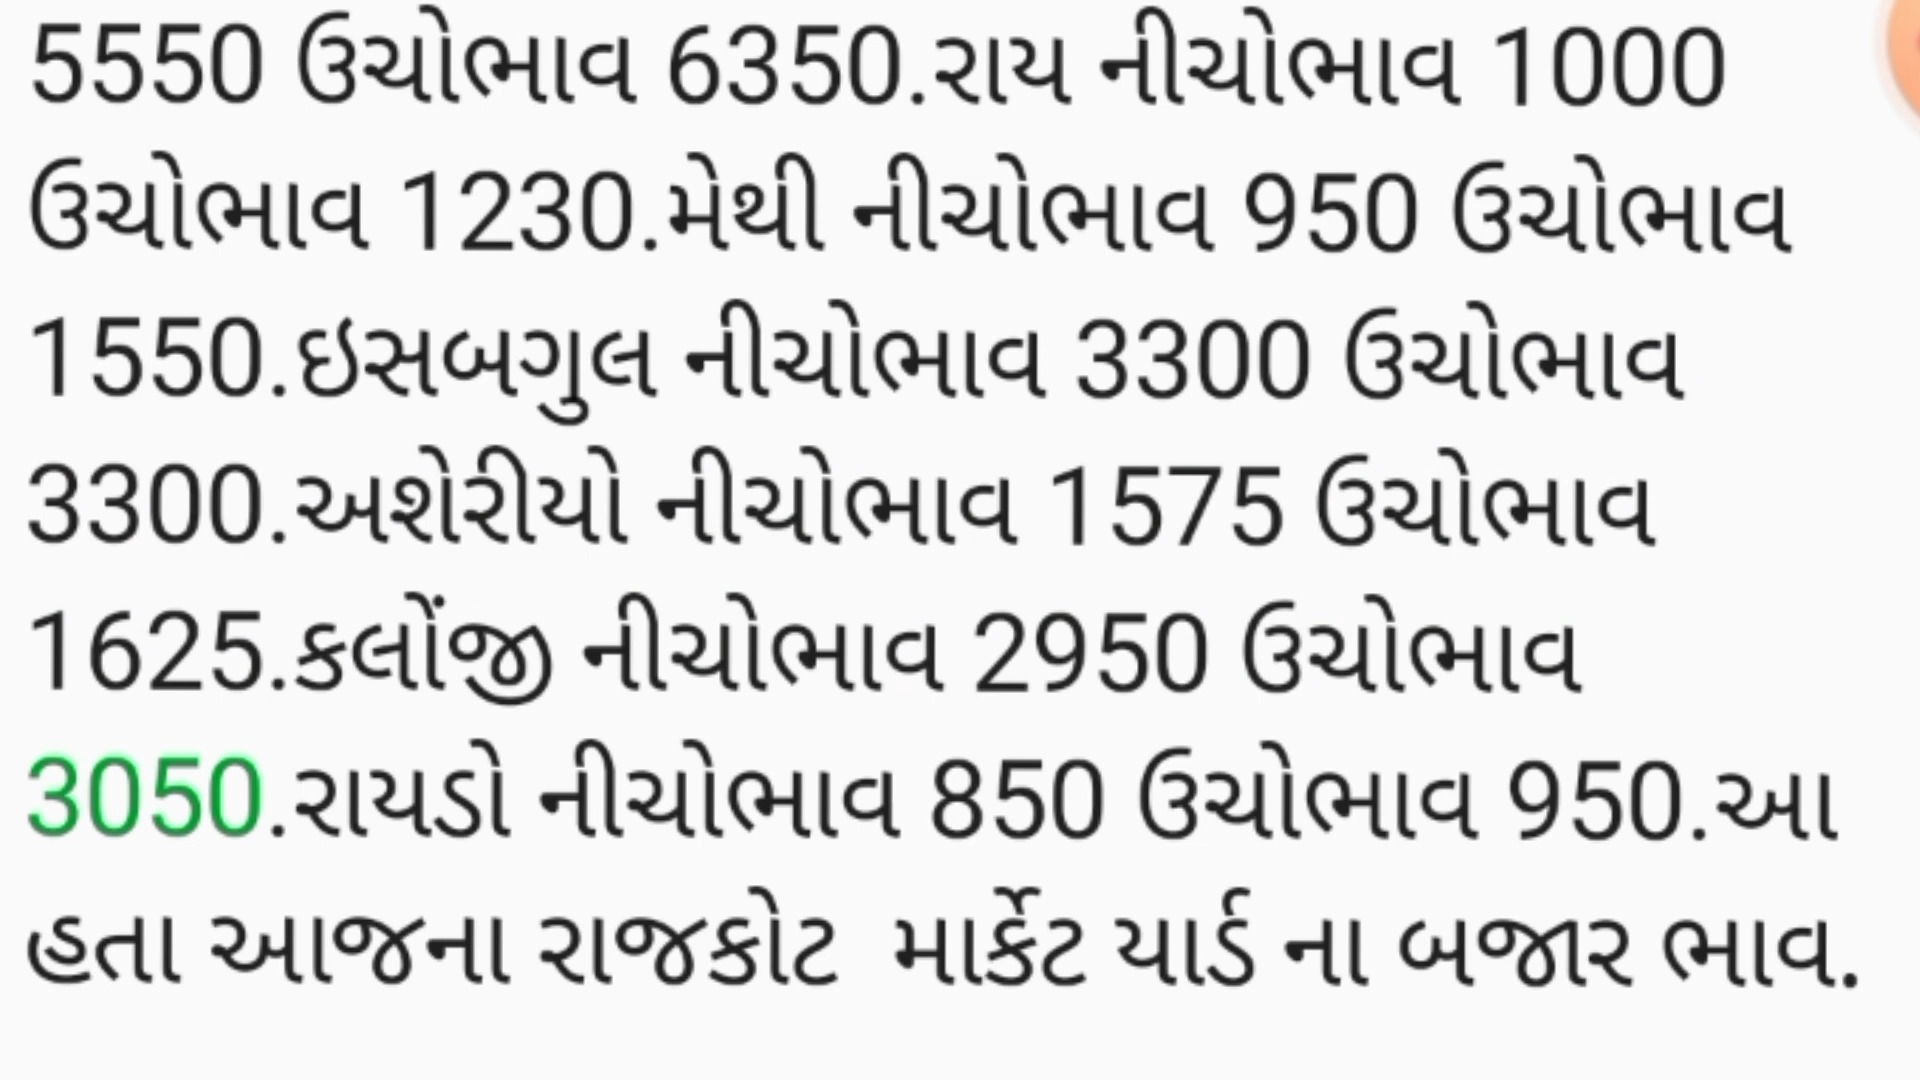 5550 ઉચોભાવ 6350.રાય નીચોભાવ 1000
ઉચોભાવ 1230.મેથી નીચોભાવ 950 ઉચોભાવ
1550.ઇસબગુલ નીચોભાવ 3300 ઉચોભાવ
3300.અશેરીયો નીચોભાવ 1575 ઉચોભાવ
1625.કલોંજી નીચોભાવ 2950 ઉચોભાવ
3050.રાયડો નીચોભાવ 850 ઉચોભાવ 950.આ
હતા આજના રાજકોટ  માર્કેટ યાર્ડ ના બજાર ભાવ.